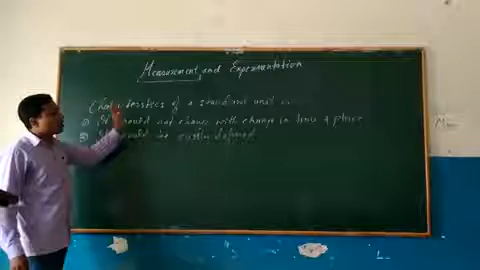 Measurement and Experimentation
Characteristics of a standard unit
It should not change with change in time & place
It should be easily defined